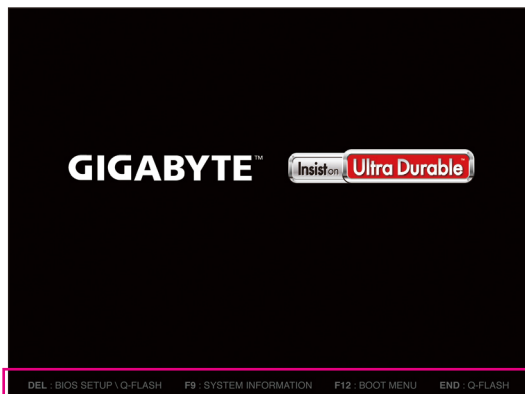 GIGABYTE™
Insist on Ultra Durable™
DEL : BIOS SETUP \ Q-FLASH F9 : SYSTEM INFORMATION F12 : BOOT MENU END : Q-FLASH